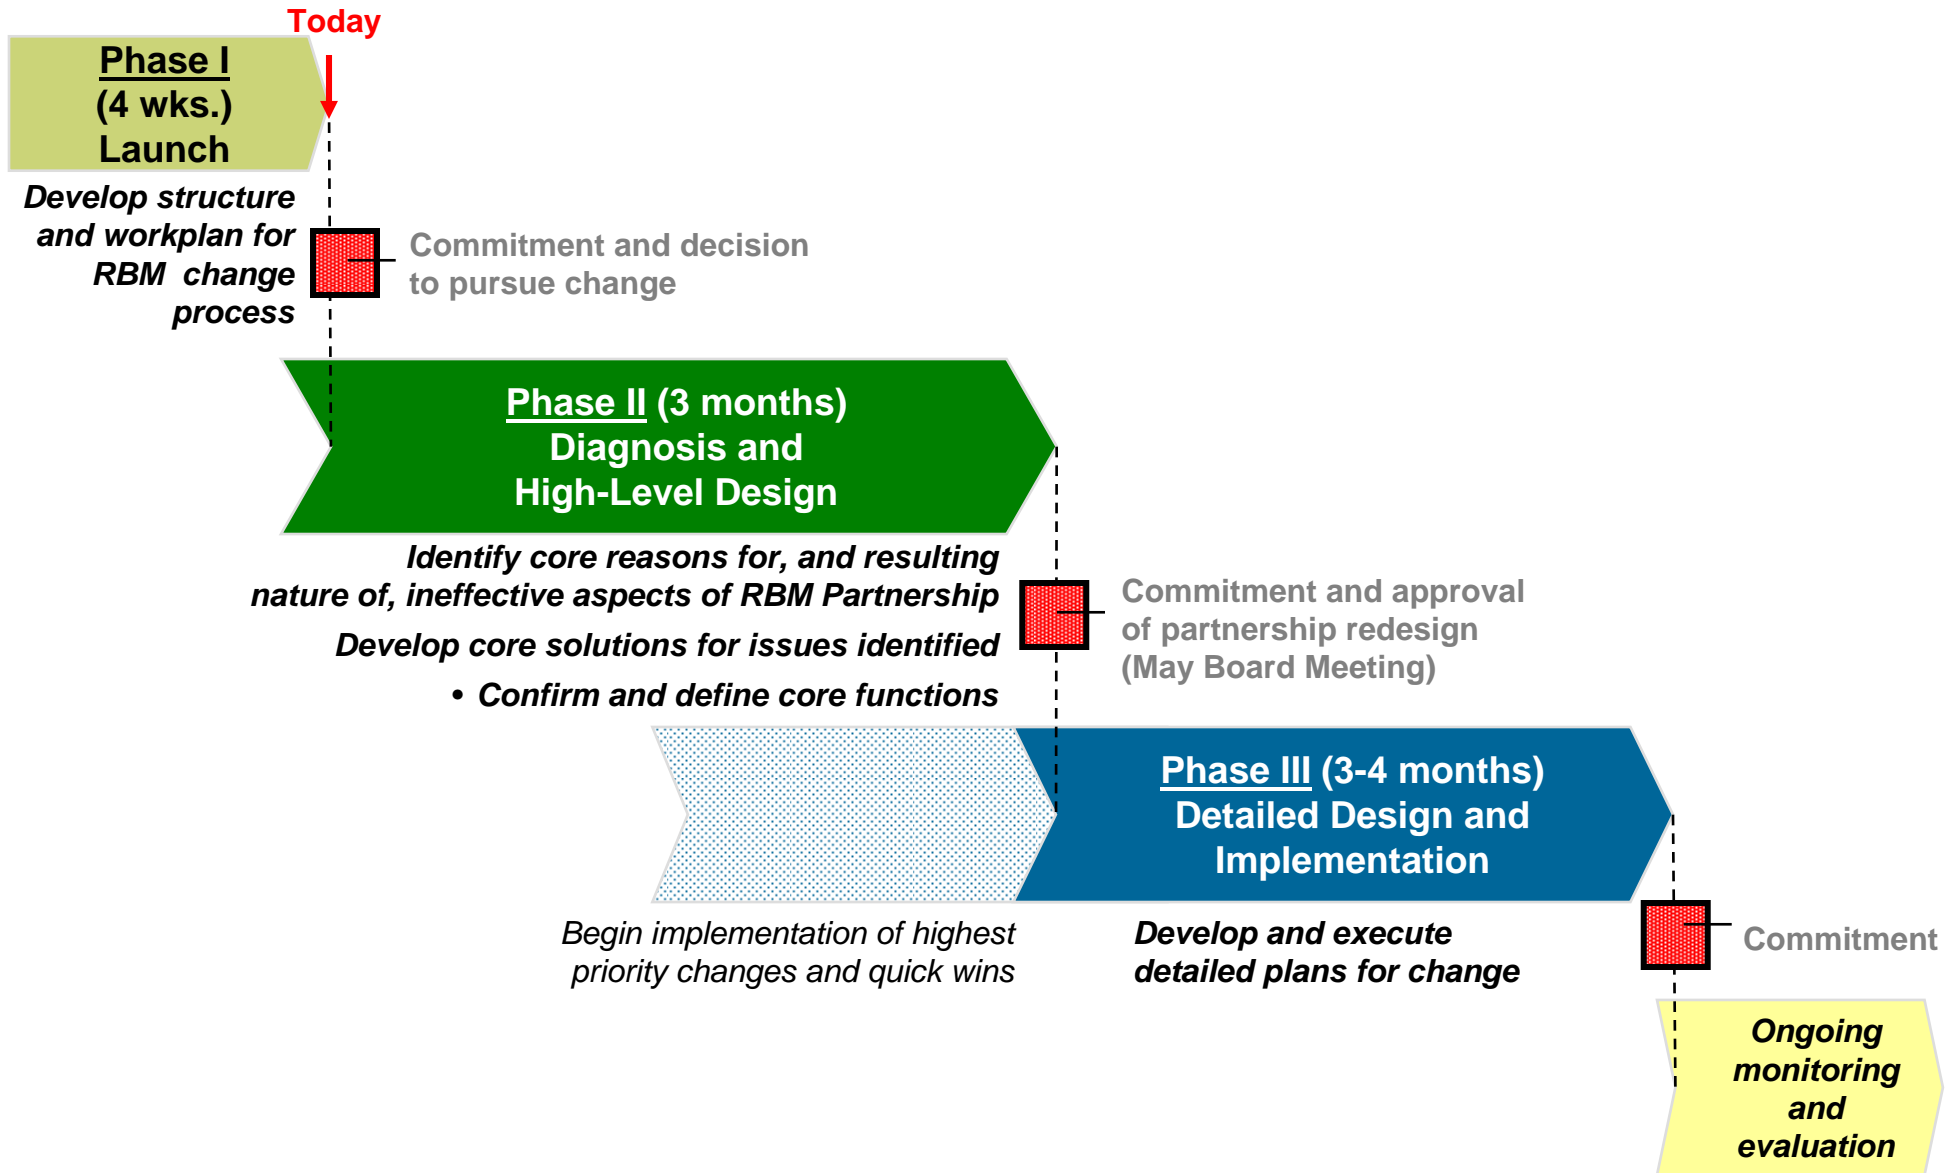 Today
Phase I
(4 wks.)
Launch
Develop structure
and workplan for
RBM change
process
Commitment and decision
to pursue change
Phase II (3 months)
Diagnosis and
High-Level Design
Identify core reasons for, and resulting
nature of, ineffective aspects of RBM Partnership
Develop core solutions for issues identified
• Confirm and define core functions
Commitment and approval
of partnership redesign
(May Board Meeting)
Phase III (3-4 months)
Detailed Design and
Implementation
Begin implementation of highest
priority changes and quick wins
Develop and execute
detailed plans for change
Commitment
Ongoing
monitoring
and
evaluation